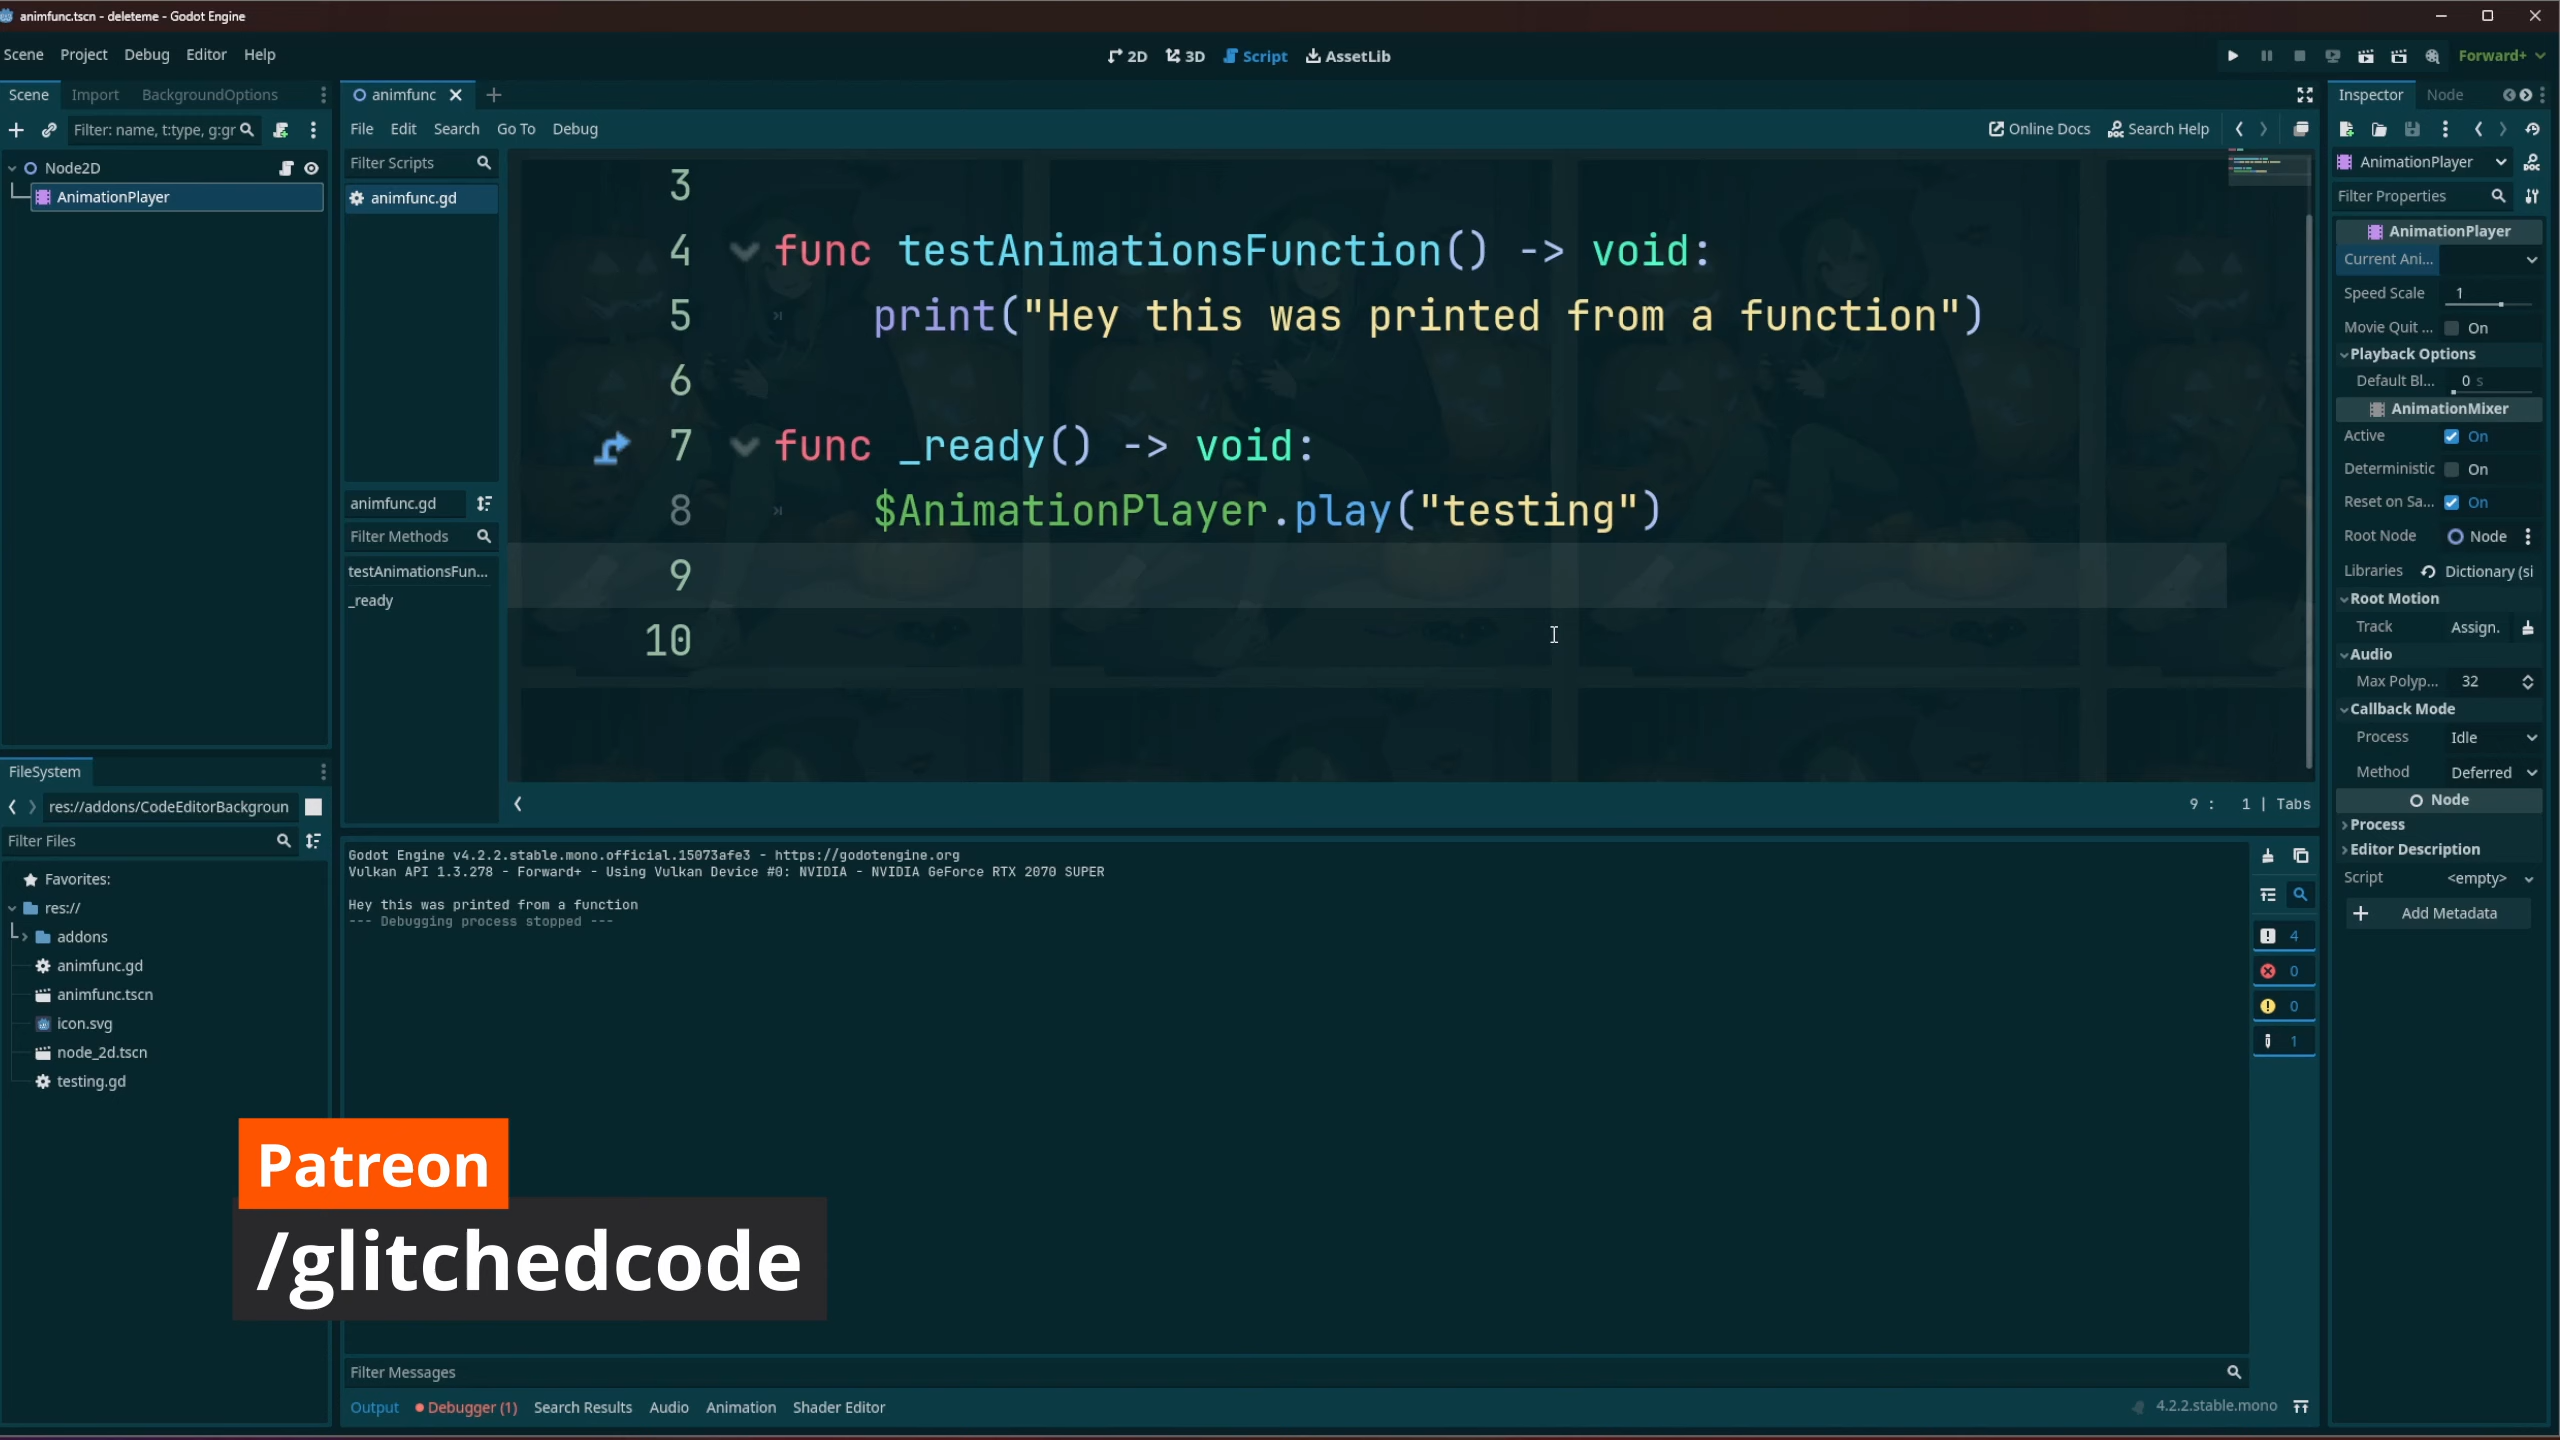 animfunc.tscn - deleteme - Godot Engine
Scene Project Debug Editor Help
2D 3D Script AssetLib
Forward+
Scene Import BackgroundOptions
Filter: name, t:type, g:gr
Node2D
AnimationPlayer
animfunc
File Edit Search Go To Debug
Online Docs Search Help
Filter Scripts
animfunc.gd
animfunc.gd
Filter Methods
testAnimationsFun...
_ready
3
4 func testAnimationsFunction() -> void:
5 print("Hey this was printed from a function")
6
7 func _ready() -> void:
8 $AnimationPlayer.play("testing")
9
10
9 : 1 | Tabs
Inspector Node
AnimationPlayer
Filter Properties
AnimationPlayer
Current Ani...
Speed Scale 1
Movie Quit ... On
Playback Options
Default Bl... 0 s
AnimationMixer
Active On
Deterministic On
Reset on Sa... On
Root Node Node
Libraries Dictionary (si
Root Motion
Track Assign.
Audio
Max Polyp... 32
Callback Mode
Process Idle
Method Deferred
Node
Process
Editor Description
Script <empty>
Add Metadata
FileSystem
res://addons/CodeEditorBackgroun
Filter Files
Favorites:
res://
addons
animfunc.gd
animfunc.tscn
icon.svg
node_2d.tscn
testing.gd
Godot Engine v4.2.2.stable.mono.official.15073afe3 - https://godotengine.org
Vulkan API 1.3.278 - Forward+ - Using Vulkan Device #0: NVIDIA - NVIDIA GeForce RTX 2070 SUPER
Hey this was printed from a function
--- Debugging process stopped ---
4
0
0
1
Patreon
/glitchedcode
Filter Messages
Output Debugger (1) Search Results Audio Animation Shader Editor
4.2.2.stable.mono